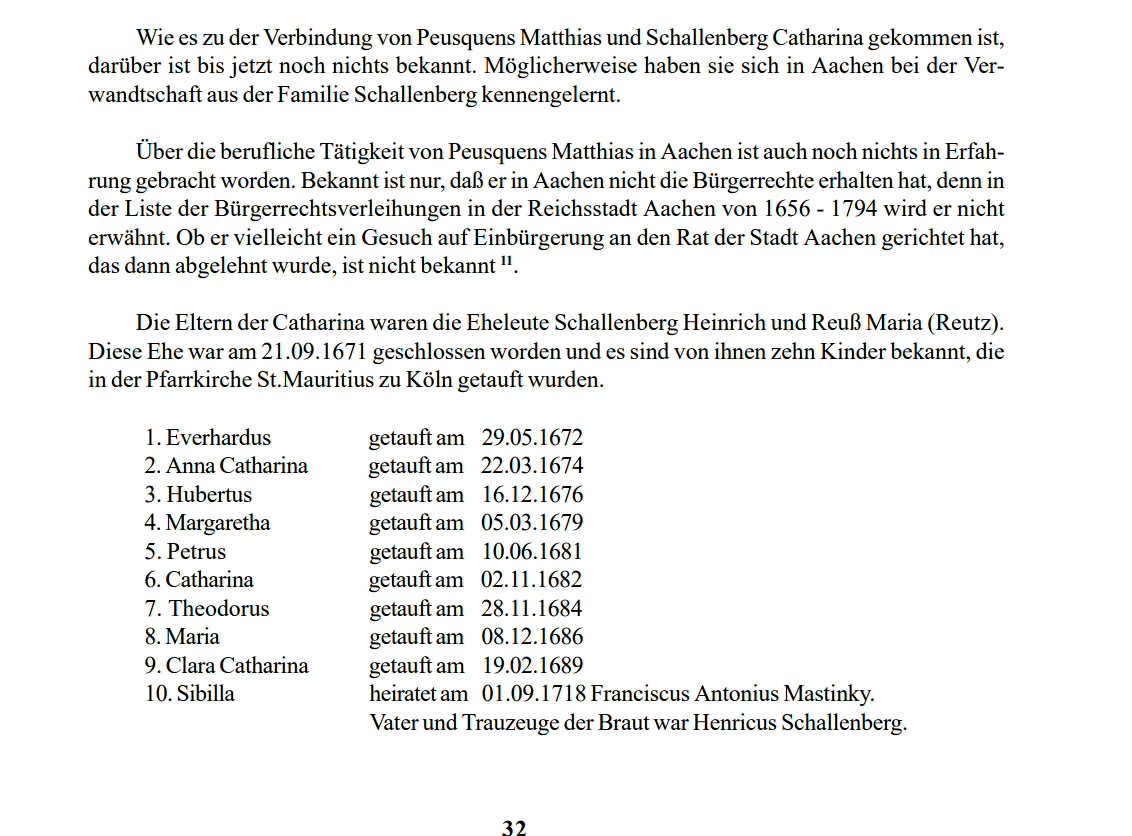 Wie es zu der Verbindung von Peusquens Matthias und Schallenberg Catharina gekommen ist,
darüber ist bis jetzt noch nichts bekannt. Möglicherweise haben sie sich in Aachen bei der Ver-
wandtschaft aus der Familie Schallenberg kennengelernt.
Über die berufliche Tätigkeit von Peusquens Matthias in Aachen ist auch noch nichts in Erfah-
rung gebracht worden. Bekannt ist nur, daß er in Aachen nicht die Bürgerrechte erhalten hat, denn in
der Liste der Bürgerrechtsverleihungen in der Reichsstadt Aachen von 1656 - 1794 wird er nicht
erwähnt. Ob er vielleicht ein Gesuch auf Einbürgerung an den Rat der Stadt Aachen gerichtet hat,
das dann abgelehnt wurde, ist nicht bekannt ¹¹.
Die Eltern der Catharina waren die Eheleute Schallenberg Heinrich und Reuß Maria (Reutz).
Diese Ehe war am 21.09.1671 geschlossen worden und es sind von ihnen zehn Kinder bekannt, die
in der Pfarrkirche St.Mauritius zu Köln getauft wurden.
1. Everhardus getauft am 29.05.1672
2. Anna Catharina getauft am 22.03.1674
3. Hubertus getauft am 16.12.1676
4. Margaretha getauft am 05.03.1679
5. Petrus getauft am 10.06.1681
6. Catharina getauft am 02.11.1682
7. Theodorus getauft am 28.11.1684
8. Maria getauft am 08.12.1686
9. Clara Catharina getauft am 19.02.1689
10. Sibilla heiratet am 01.09.1718 Franciscus Antonius Mastinky.
Vater und Trauzeuge der Braut war Henricus Schallenberg.
32